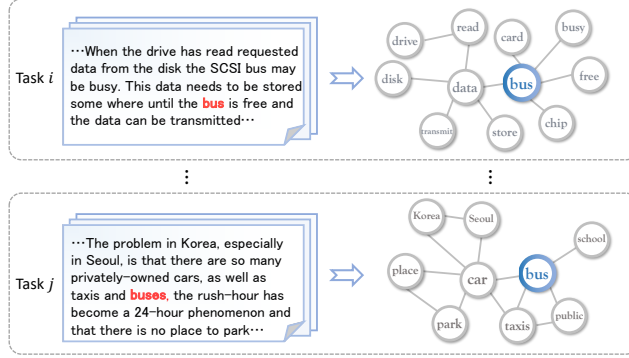 Task i
···When the drive has read requested
data from the disk the SCSI bus may
be busy. This data needs to be stored
some where until the bus is free and
the data can be transmitted···
drive
read
card
busy
disk
data
bus
free
transmit
store
chip
⋮
⋮
Task j
···The problem in Korea, especially
in Seoul, is that there are so many
privately-owned cars, as well as
taxis and buses, the rush-hour has
become a 24-hour phenomenon and
that there is no place to park···
Korea
Seoul
school
place
car
bus
park
taxis
public